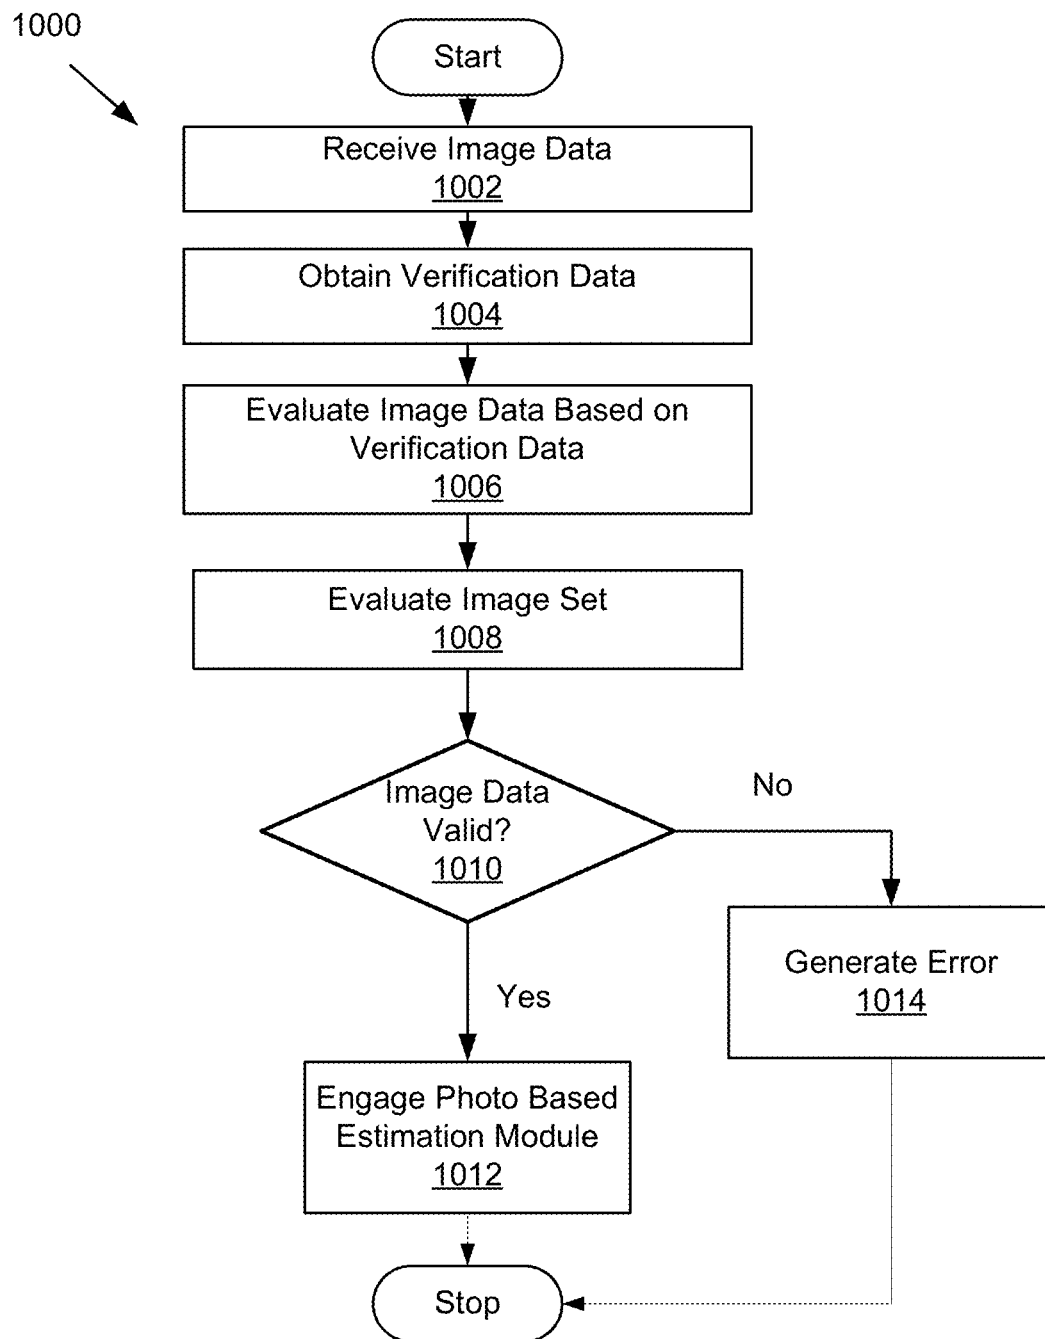 1000
Start
Receive Image Data
1002
Obtain Verification Data
1004
Evaluate Image Data Based on
Verification Data
1006
Evaluate Image Set
1008
Image Data
Valid?
1010
No
Generate Error
1014
Yes
Engage Photo Based
Estimation Module
1012
Stop